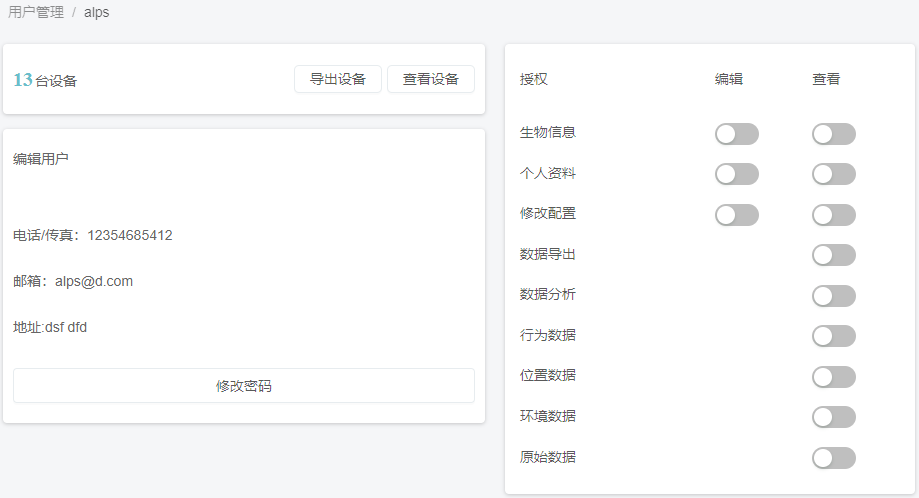 用户管理 / alps
13台设备 导出设备 查看设备
编辑用户
电话/传真：12354685412
邮箱：alps@d.com
地址:dsf dfd
修改密码
授权 编辑 查看
生物信息
个人资料
修改配置
数据导出
数据分析
行为数据
位置数据
环境数据
原始数据